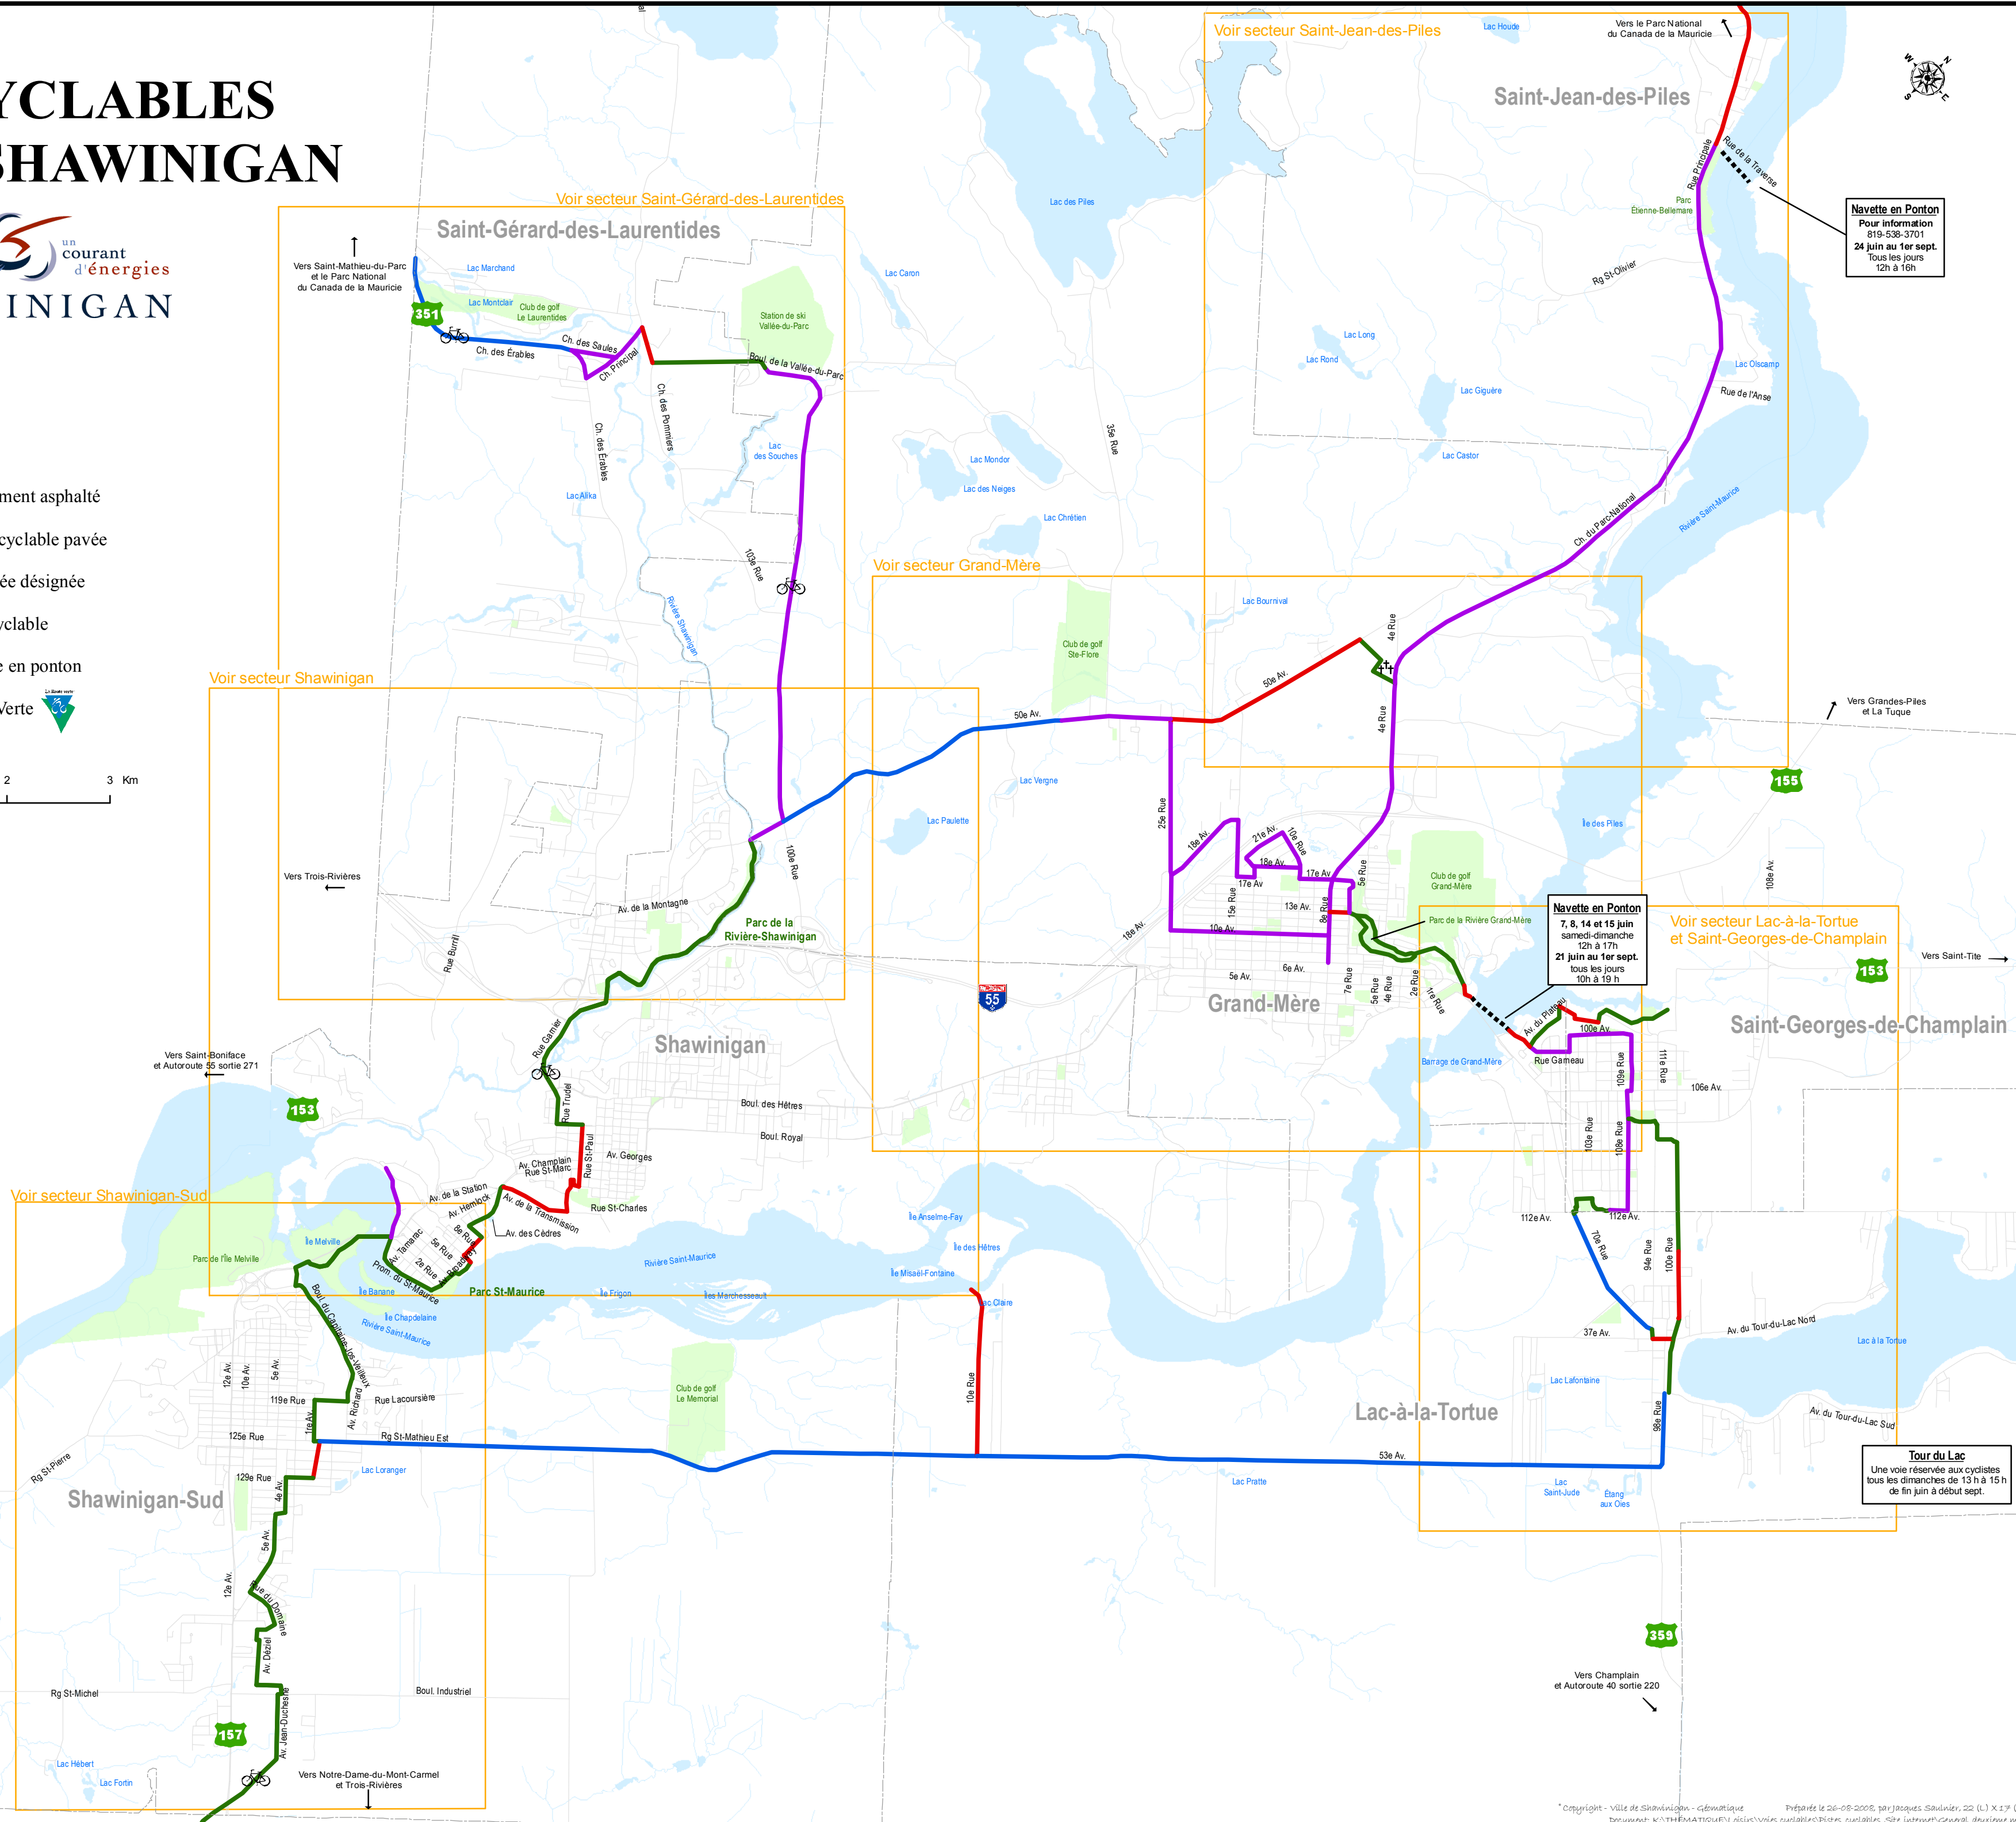 YCLABLES
SHAWINIGAN
un
courant
d'énergies
INIGAN
ment asphalté
cyclable pavée
ée désignée
yclable
e en ponton
Verte
La Route verte
2
3 Km
Voir secteur Saint-Gérard-des-Laurentides
Saint-Gérard-des-Laurentides
Vers Saint-Mathieu-du-Parc
et le Parc National
du Canada de la Mauricie
351
Lac Marchand
Lac Montclair
Club de golf
Le Laurentides
Ch. des Érables
Ch. des Saules
Ch. Principal
Station de ski
Vallée-du-Parc
Boul. de la Vallée-du-Parc
Ch. des Pommiers
Ch. des Érables
Lac
des Souches
Lac Alika
103e Rue
Rivière Shawinigan
Lac Caron
Lac des Piles
Lac Mondor
Lac des Neiges
Lac Chrétien
35e Rue
Voir secteur Saint-Jean-des-Piles
Lac Houde
Vers le Parc National
du Canada de la Mauricie
W
N
S
E
Saint-Jean-des-Piles
Rue Principale
Rue de la Traverse
Parc
Étienne-Bellemare
Navette en Ponton
Pour information
819-538-3701
24 juin au 1er sept.
Tous les jours
12h à 16h
Rg St-Olivier
Lac Long
Lac Rond
Lac Giguère
Lac Castor
Lac Olscamp
Rue de l'Anse
Ch. du Parc-National
Rivière Saint-Maurice
Voir secteur Grand-Mère
Lac Bournival
Club de golf
Ste-Flore
4e Rue
50e Av.
50e Av.
4e Rue
Vers Grandes-Piles
et La Tuque
155
Voir secteur Shawinigan
Lac Vergne
Lac Paulette
25e Rue
18e Av.
21e Av.
10e Rue
18e Av.
17e Av
17e Av.
15e Rue
13e Av.
8e Rue
5e Rue
10e Av.
18e Av.
6e Av.
5e Av.
7e Rue
5e Rue
4e Rue
2e Rue
1re Rue
Grand-Mère
Club de golf
Grand-Mère
Parc de la Rivière Grand-Mère
Île des Piles
108e Av.
Navette en Ponton
7, 8, 14 et 15 juin
samedi-dimanche
12h à 17h
21 juin au 1er sept.
tous les jours
10h à 19 h
Voir secteur Lac-à-la-Tortue
et Saint-Georges-de-Champlain
Vers Saint-Tite
153
Saint-Georges-de-Champlain
Vers Trois-Rivières
100e Rue
Av. de la Montagne
Parc de la
Rivière-Shawinigan
Rue Burrill
55
Shawinigan
Rue Garnier
Vers Saint-Boniface
et Autoroute 55 sortie 271
153
Rue Trudel
Boul. des Hêtres
Boul. Royal
Rue St-Paul
Av. Georges
Av. Champlain
Rue St-Marc
Av. de la Station
Av. Hemlock
Av. de la Transmission
Rue St-Charles
Av. des Cèdres
8e Rue
5e Rue
2e Rue
Av. Tamarac
Prom. du St-Maurice
Parc St-Maurice
Av. du Plateau
100e Av.
Rue Garneau
Barrage de Grand-Mère
109e Rue
111e Rue
106e Av.
103e Rue
108e Rue
112e Av.
112e Av.
70e Rue
94e Rue
100e Rue
37e Av.
Av. du Tour-du-Lac Nord
Lac à la Tortue
Lac Lafontaine
98e Rue
Av. du Tour-du-Lac Sud
Lac-à-la-Tortue
Voir secteur Shawinigan-Sud
Île Melville
Parc de l'Île Melville
Île Banane
Île Chapdelaine
Rivière Saint-Maurice
Rivière Saint-Maurice
Île Frigon
Îles Marchesseault
Île Anselme-Fay
Île des Hêtres
Île Misaël-Fontaine
Lac Claire
Boul. du Capitaine-Jos-Veilleux
12e Av.
10e Av.
5e Av.
119e Rue
1re Av.
Av. Richard
Rue Lacoursière
125e Rue
Rg St-Mathieu Est
Club de golf
Le Memorial
10e Rue
53e Av.
Rg St-Pierre
129e Rue
Lac Loranger
4e Av.
Shawinigan-Sud
Lac Pratte
Lac
Saint-Jude
Étang
aux Oies
Tour du Lac
Une voie réservée aux cyclistes
tous les dimanches de 13 h à 15 h
de fin juin à début sept.
5e Av.
12e Av.
Rue du Domaine
Av. Déziel
Rg St-Michel
Boul. Industriel
Av. Jean-Duchesne
157
Lac Hébert
Lac Fortin
Vers Notre-Dame-du-Mont-Carmel
et Trois-Rivières
359
Vers Champlain
et Autoroute 40 sortie 220
*Copyright - Ville de Shawinigan - Géomatique Préparée le 26-08-2008, par Jacques Saulnier, 22 (L) X 17 (